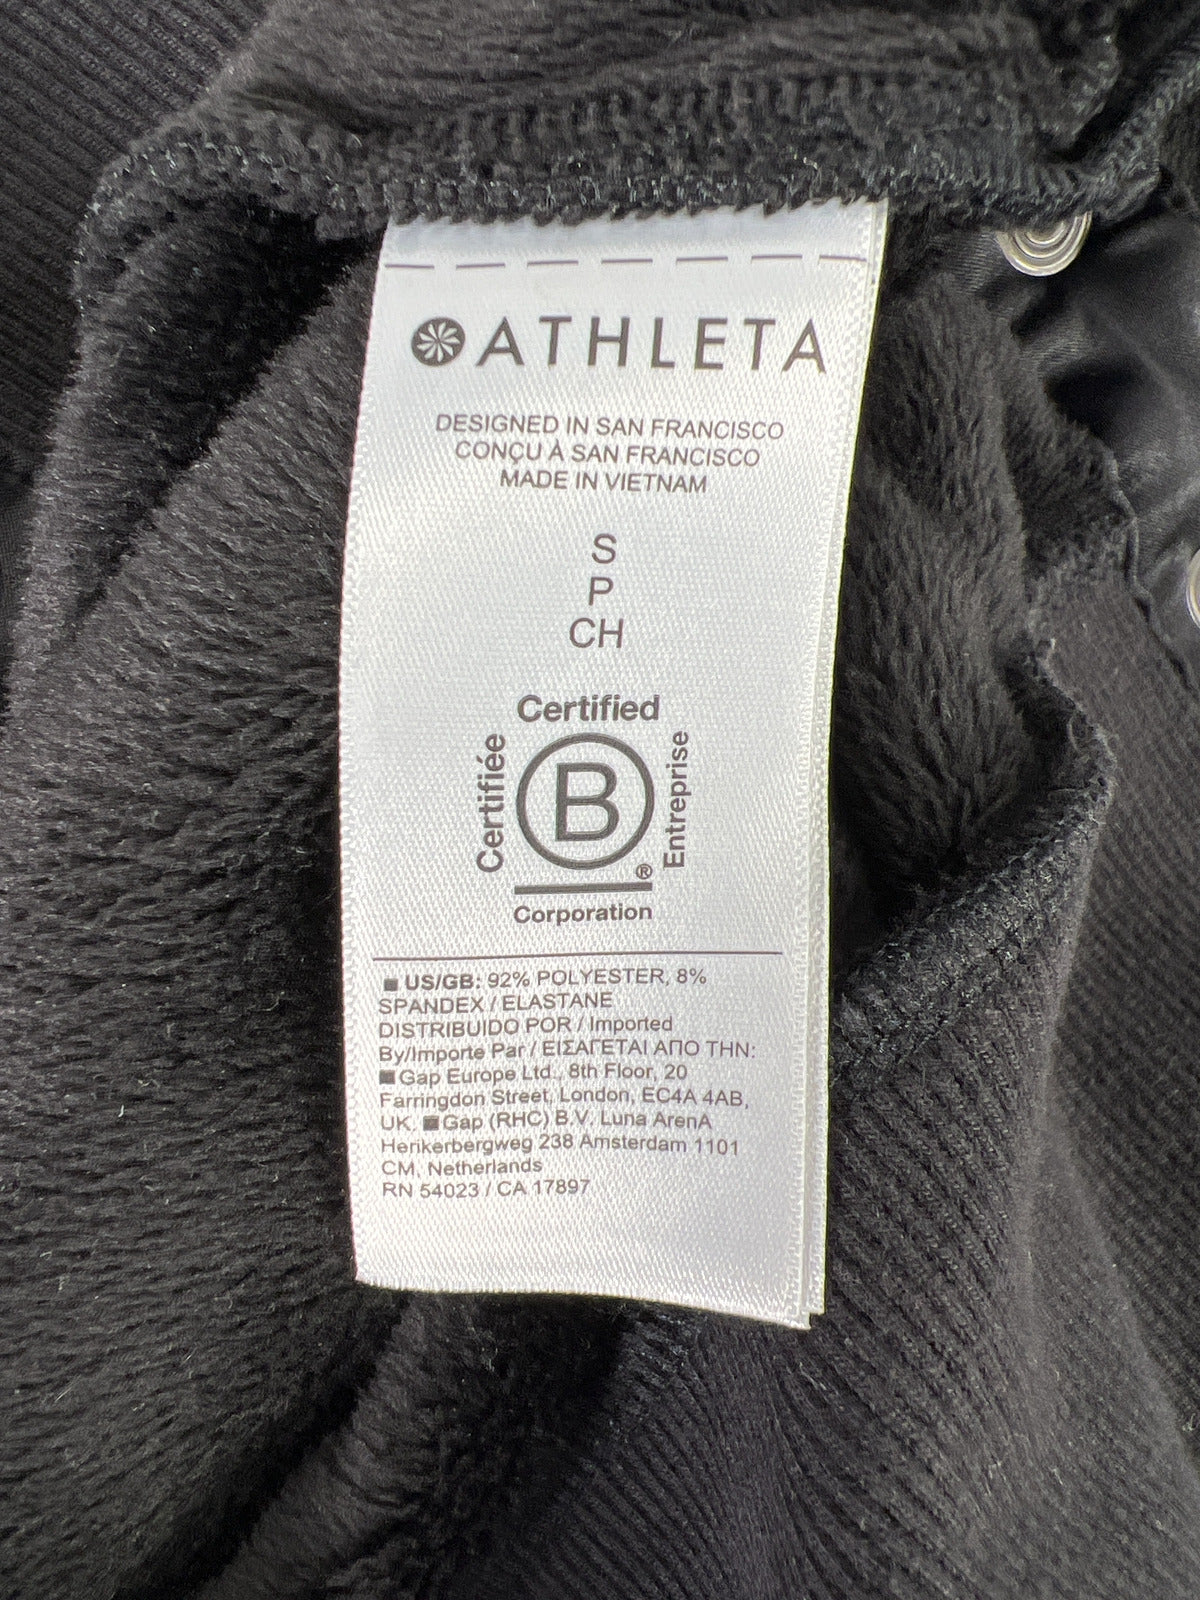 ATHLETA
DESIGNED IN SAN FRANCISCO
CONÇU À SAN FRANCISCO
MADE IN VIETNAM
S
P
CH
Certified
Certifiée
B
Entreprise
®
Corporation
US/GB: 92% POLYESTER, 8%
SPANDEX / ELASTANE
DISTRIBUIDO POR / Imported
By/Importe Par / ΕΙΣΑΓΕΤΑΙ ΑΠΟ ΤΗΝ:
Gap Europe Ltd., 8th Floor, 20
Farringdon Street, London, EC4A 4AB,
UK. Gap (RHC) B.V. Luna ArenA
Herikerbergweg 238 Amsterdam 1101
CM, Netherlands
RN 54023 / CA 17897